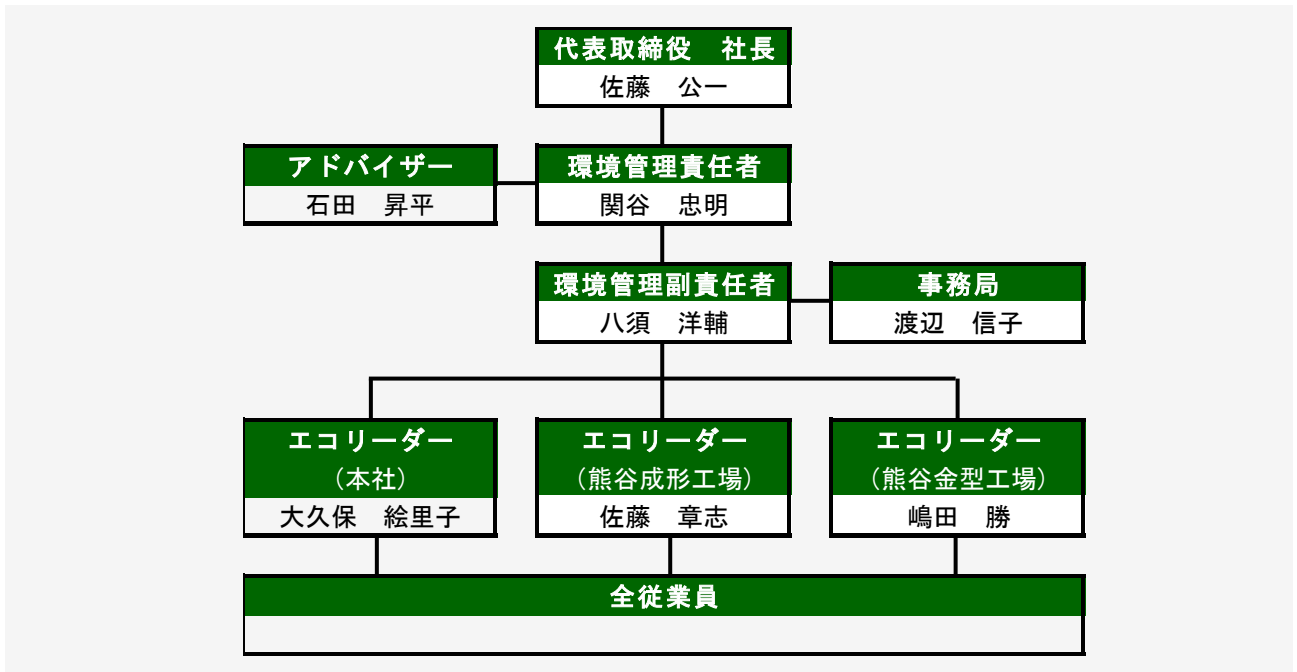 代表取締役　社長
佐藤　公一
アドバイザー
石田　昇平
環境管理責任者
関谷　忠明
環境管理副責任者
八須　洋輔
事務局
渡辺　信子
エコリーダー
（本社）
大久保　絵里子
エコリーダー
（熊谷成形工場）
佐藤　章志
エコリーダー
（熊谷金型工場）
嶋田　勝
全従業員